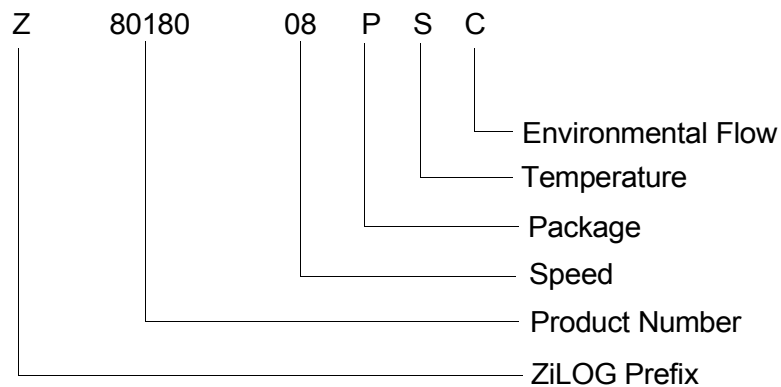 Z 80180 08 P S C
Environmental Flow
Temperature
Package
Speed
Product Number
ZiLOG Prefix